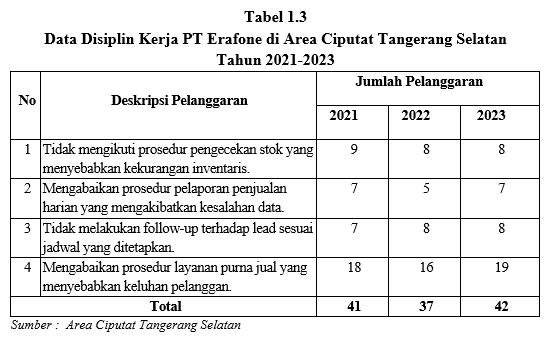 Tabel 1.3
Data Disiplin Kerja PT Erafone di Area Ciputat Tangerang Selatan
Tahun 2021-2023
No Deskripsi Pelanggaran Jumlah Pelanggaran
2021 2022 2023
1 Tidak mengikuti prosedur pengecekan stok yang 9 8 8
menyebabkan kekurangan inventaris.
2 Mengabaikan prosedur pelaporan penjualan 7 5 7
harian yang mengakibatkan kesalahan data.
3 Tidak melakukan follow-up terhadap lead sesuai 7 8 8
jadwal yang ditetapkan.
4 Mengabaikan prosedur layanan purna jual yang 18 16 19
menyebabkan keluhan pelanggan.
Total 41 37 42
Sumber : Area Ciputat Tangerang Selatan